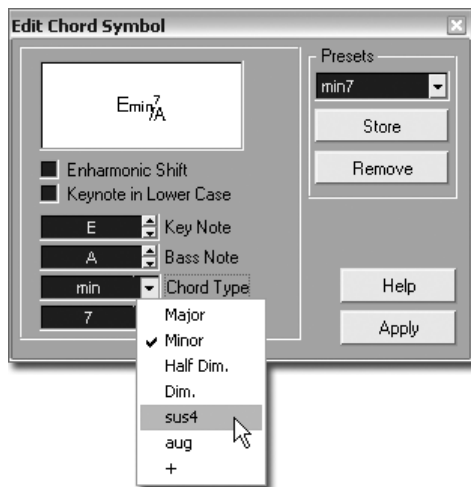 Edit Chord Symbol
Emin7/A
Enharmonic Shift
Keynote in Lower Case
E Key Note
A Bass Note
min Chord Type
7
Major
Minor
Half Dim.
Dim.
sus4
aug
+
Presets
min7
Store
Remove
Help
Apply